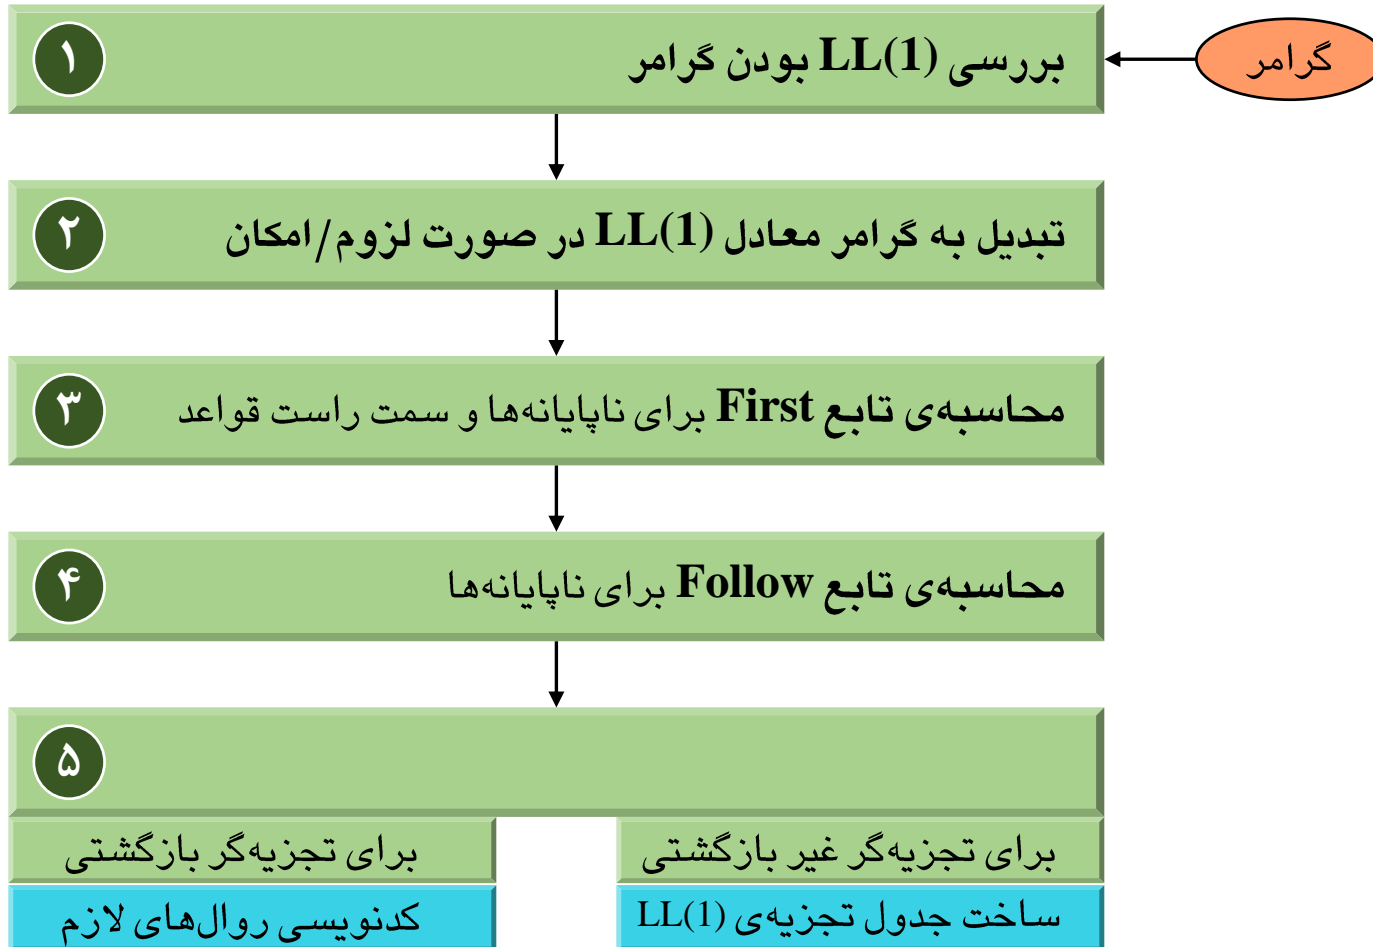 گرامر
بررسی LL(1) بودن گرامر
۱
تبدیل به گرامر معادل LL(1) در صورت لزوم/امکان
۲
محاسبه‌ی تابع First برای ناپایانه‌ها و سمت راست قواعد
۳
محاسبه‌ی تابع Follow برای ناپایانه‌ها
۴
۵
برای تجزیه‌گر غیر بازگشتی
ساخت جدول تجزیه‌ی LL(1)
برای تجزیه‌گر بازگشتی
کدنویسی روال‌های لازم